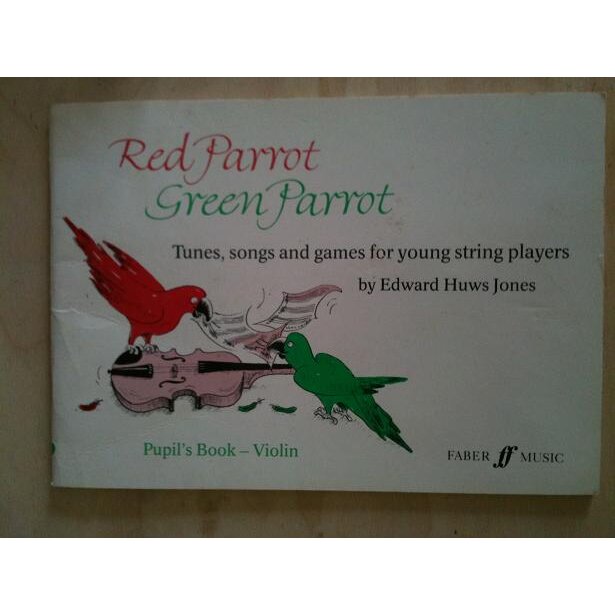 Red Parrot
Green Parrot
Tunes, songs and games for young string players
by Edward Huws Jones
Pupil's Book – Violin
FABER ff MUSIC